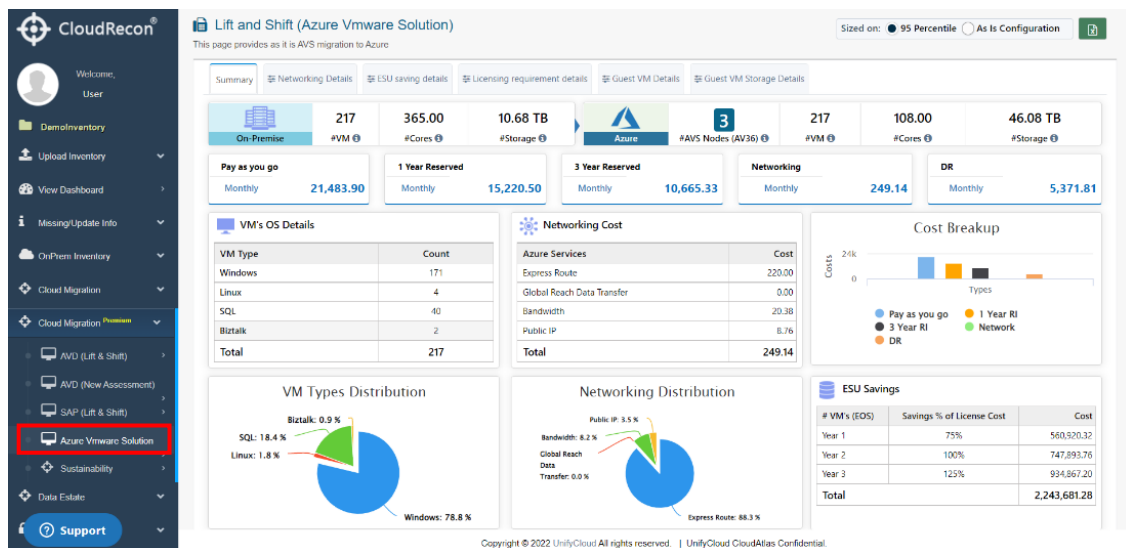 CloudRecon®
Welcome,
User
DemoInventory
Upload Inventory
View Dashboard
Missing/Update Info
OnPrem Inventory
Cloud Migration
Cloud Migration Premium
AVD (Lift & Shift)
AVD (New Assessment)
SAP (Lift & Shift)
Azure Vmware Solution
Sustainability
Data Estate
Support
Lift and Shift (Azure Vmware Solution)
This page provides as it is AVS migration to Azure
Sized on: 95 Percentile As Is Configuration
Summary Networking Details ESU saving details Licensing requirement details Guest VM Details Guest VM Storage Details
217 365.00 10.68 TB 3 217 108.00 46.08 TB
On-Premise #VM #Cores #Storage Azure #AVS Nodes (AV36) #VM #Cores #Storage
Pay as you go 1 Year Reserved 3 Year Reserved Networking DR
Monthly 21,483.90 Monthly 15,220.50 Monthly 10,665.33 Monthly 249.14 Monthly 5,371.81
VM's OS Details
VM Type Count
Windows 171
Linux 4
SQL 40
Biztalk 2
Total 217
Networking Cost
Azure Services Cost
Express Route 220.00
Global Reach Data Transfer 0.00
Bandwidth 20.38
Public IP 8.76
Total 249.14
Cost Breakup
24k
0
Costs
Types
Pay as you go 1 Year RI
3 Year RI Network
DR
VM Types Distribution
Biztalk: 0.9 %
SQL: 18.4 %
Linux: 1.8 %
Windows: 78.8 %
Networking Distribution
Public IP: 3.5 %
Bandwidth: 8.2 %
Global Reach
Data
Transfer: 0.0 %
Express Route: 88.3 %
ESU Savings
# VM's (EOS) Savings % of License Cost Cost
Year 1 75% 560,920.32
Year 2 100% 747,893.76
Year 3 125% 934,867.20
Total 2,243,681.28
Copyright © 2022 UnifyCloud All rights reserved. | UnifyCloud CloudAtlas Confidential.